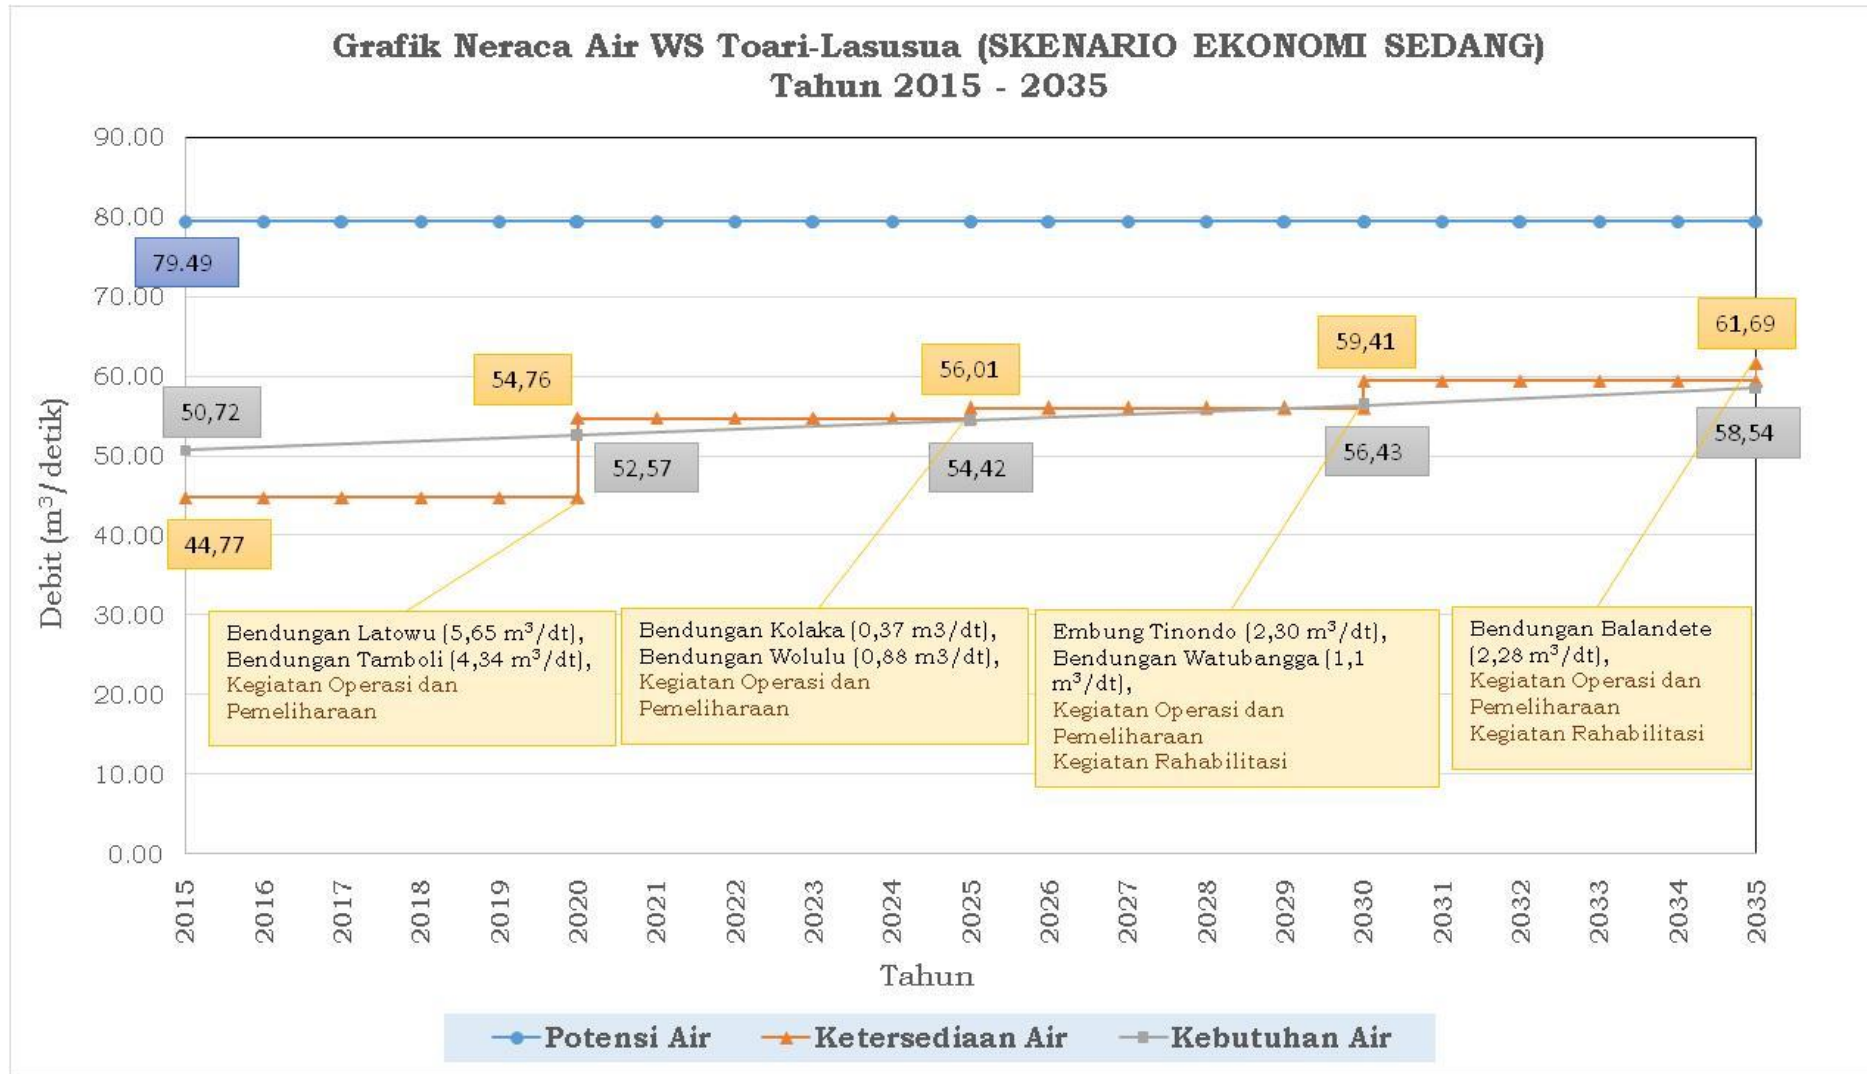 Grafik Neraca Air WS Toari-Lasusua (SKENARIO EKONOMI SEDANG)
Tahun 2015 - 2035
Debit (m³/ detik)
90.00
80.00
70.00
60.00
50.00
40.00
30.00
20.00
10.00
0.00
79.49
50,72
44,77
54,76
52,57
56,01
54,42
59,41
56,43
61,69
58,54
Bendungan Latowu (5,65 m³/dt),
Bendungan Tamboli (4,34 m³/dt),
Kegiatan Operasi dan
Pemeliharaan
Bendungan Kolaka (0,37 m3/dt),
Bendungan Wolulu (0,88 m3/dt),
Kegiatan Operasi dan
Pemeliharaan
Embung Tinondo (2,30 m³/dt),
Bendungan Watubangga (1,1
m³/dt),
Kegiatan Operasi dan
Pemeliharaan
Kegiatan Rahabilitasi
Bendungan Balandete
(2,28 m³/dt),
Kegiatan Operasi dan
Pemeliharaan
Kegiatan Rahabilitasi
2015
2016
2017
2018
2019
2020
2021
2022
2023
2024
2025
2026
2027
2028
2029
2030
2031
2032
2033
2034
2035
Tahun
Potensi Air
Ketersediaan Air
Kebutuhan Air